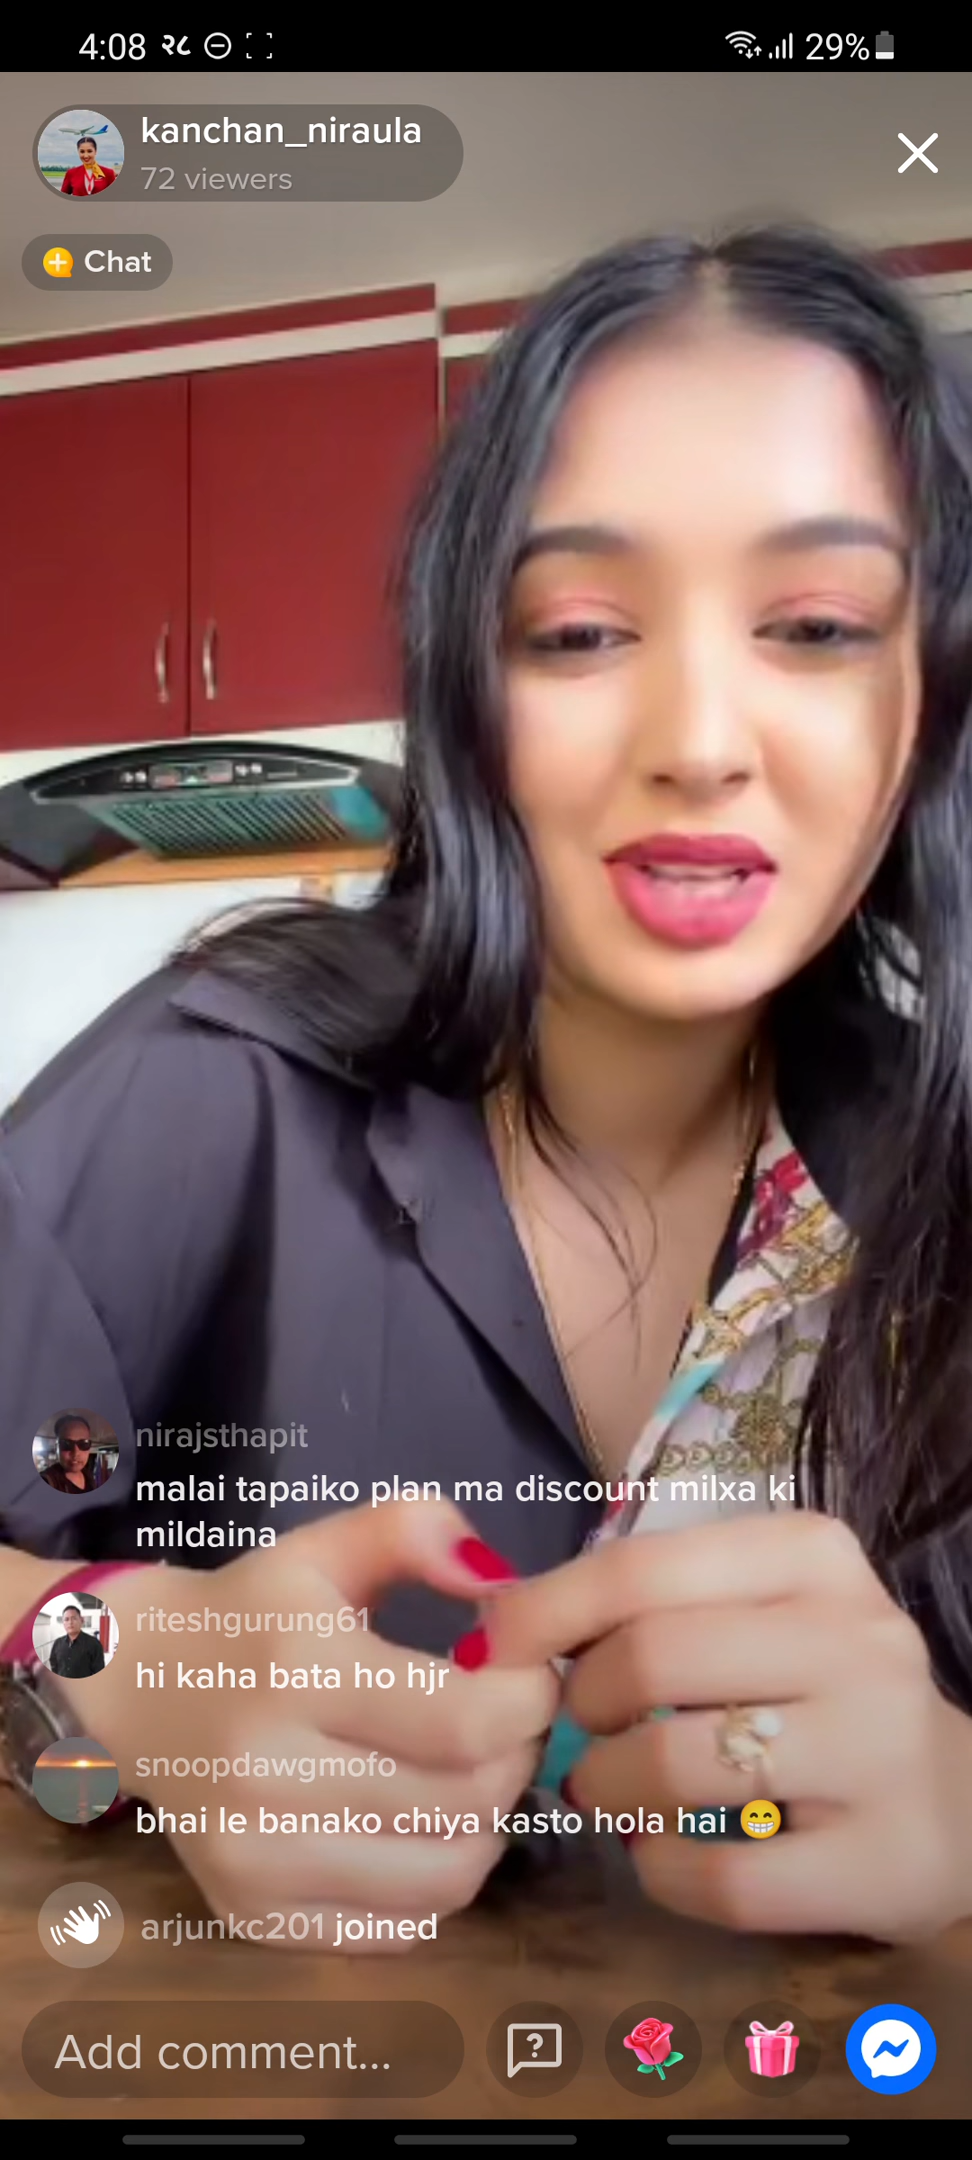 4:08 २८ 29%
kanchan_niraula
72 viewers
Chat
nirajsthapit
malai tapaiko plan ma discount milxa ki
mildaina
riteshgurung61
hi kaha bata ho hjr
snoopdawgmofo
bhai le banako chiya kasto hola hai 😁
arjunkc201 joined
Add comment...
?